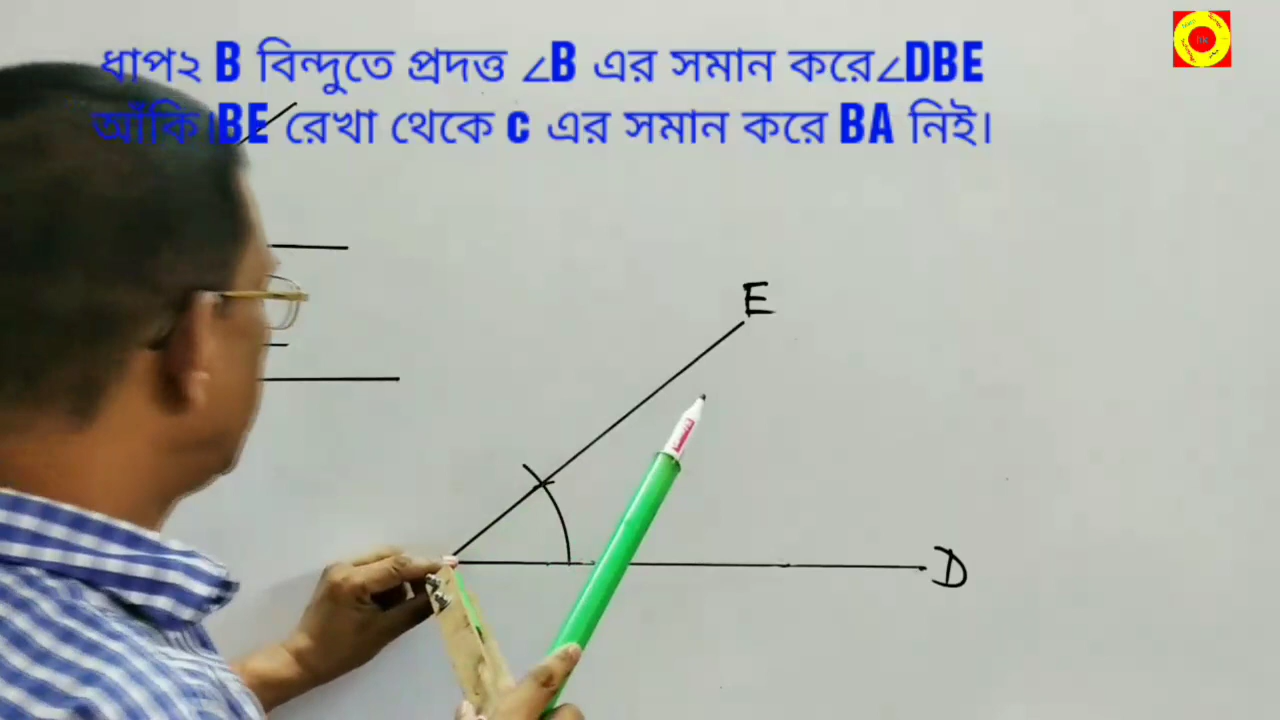 ধাপ২ B বিন্দুতে প্রদত্ত ∠B এর সমান করে∠DBE
আঁকি।BE রেখা থেকে c এর সমান করে BA নিই।
E
D